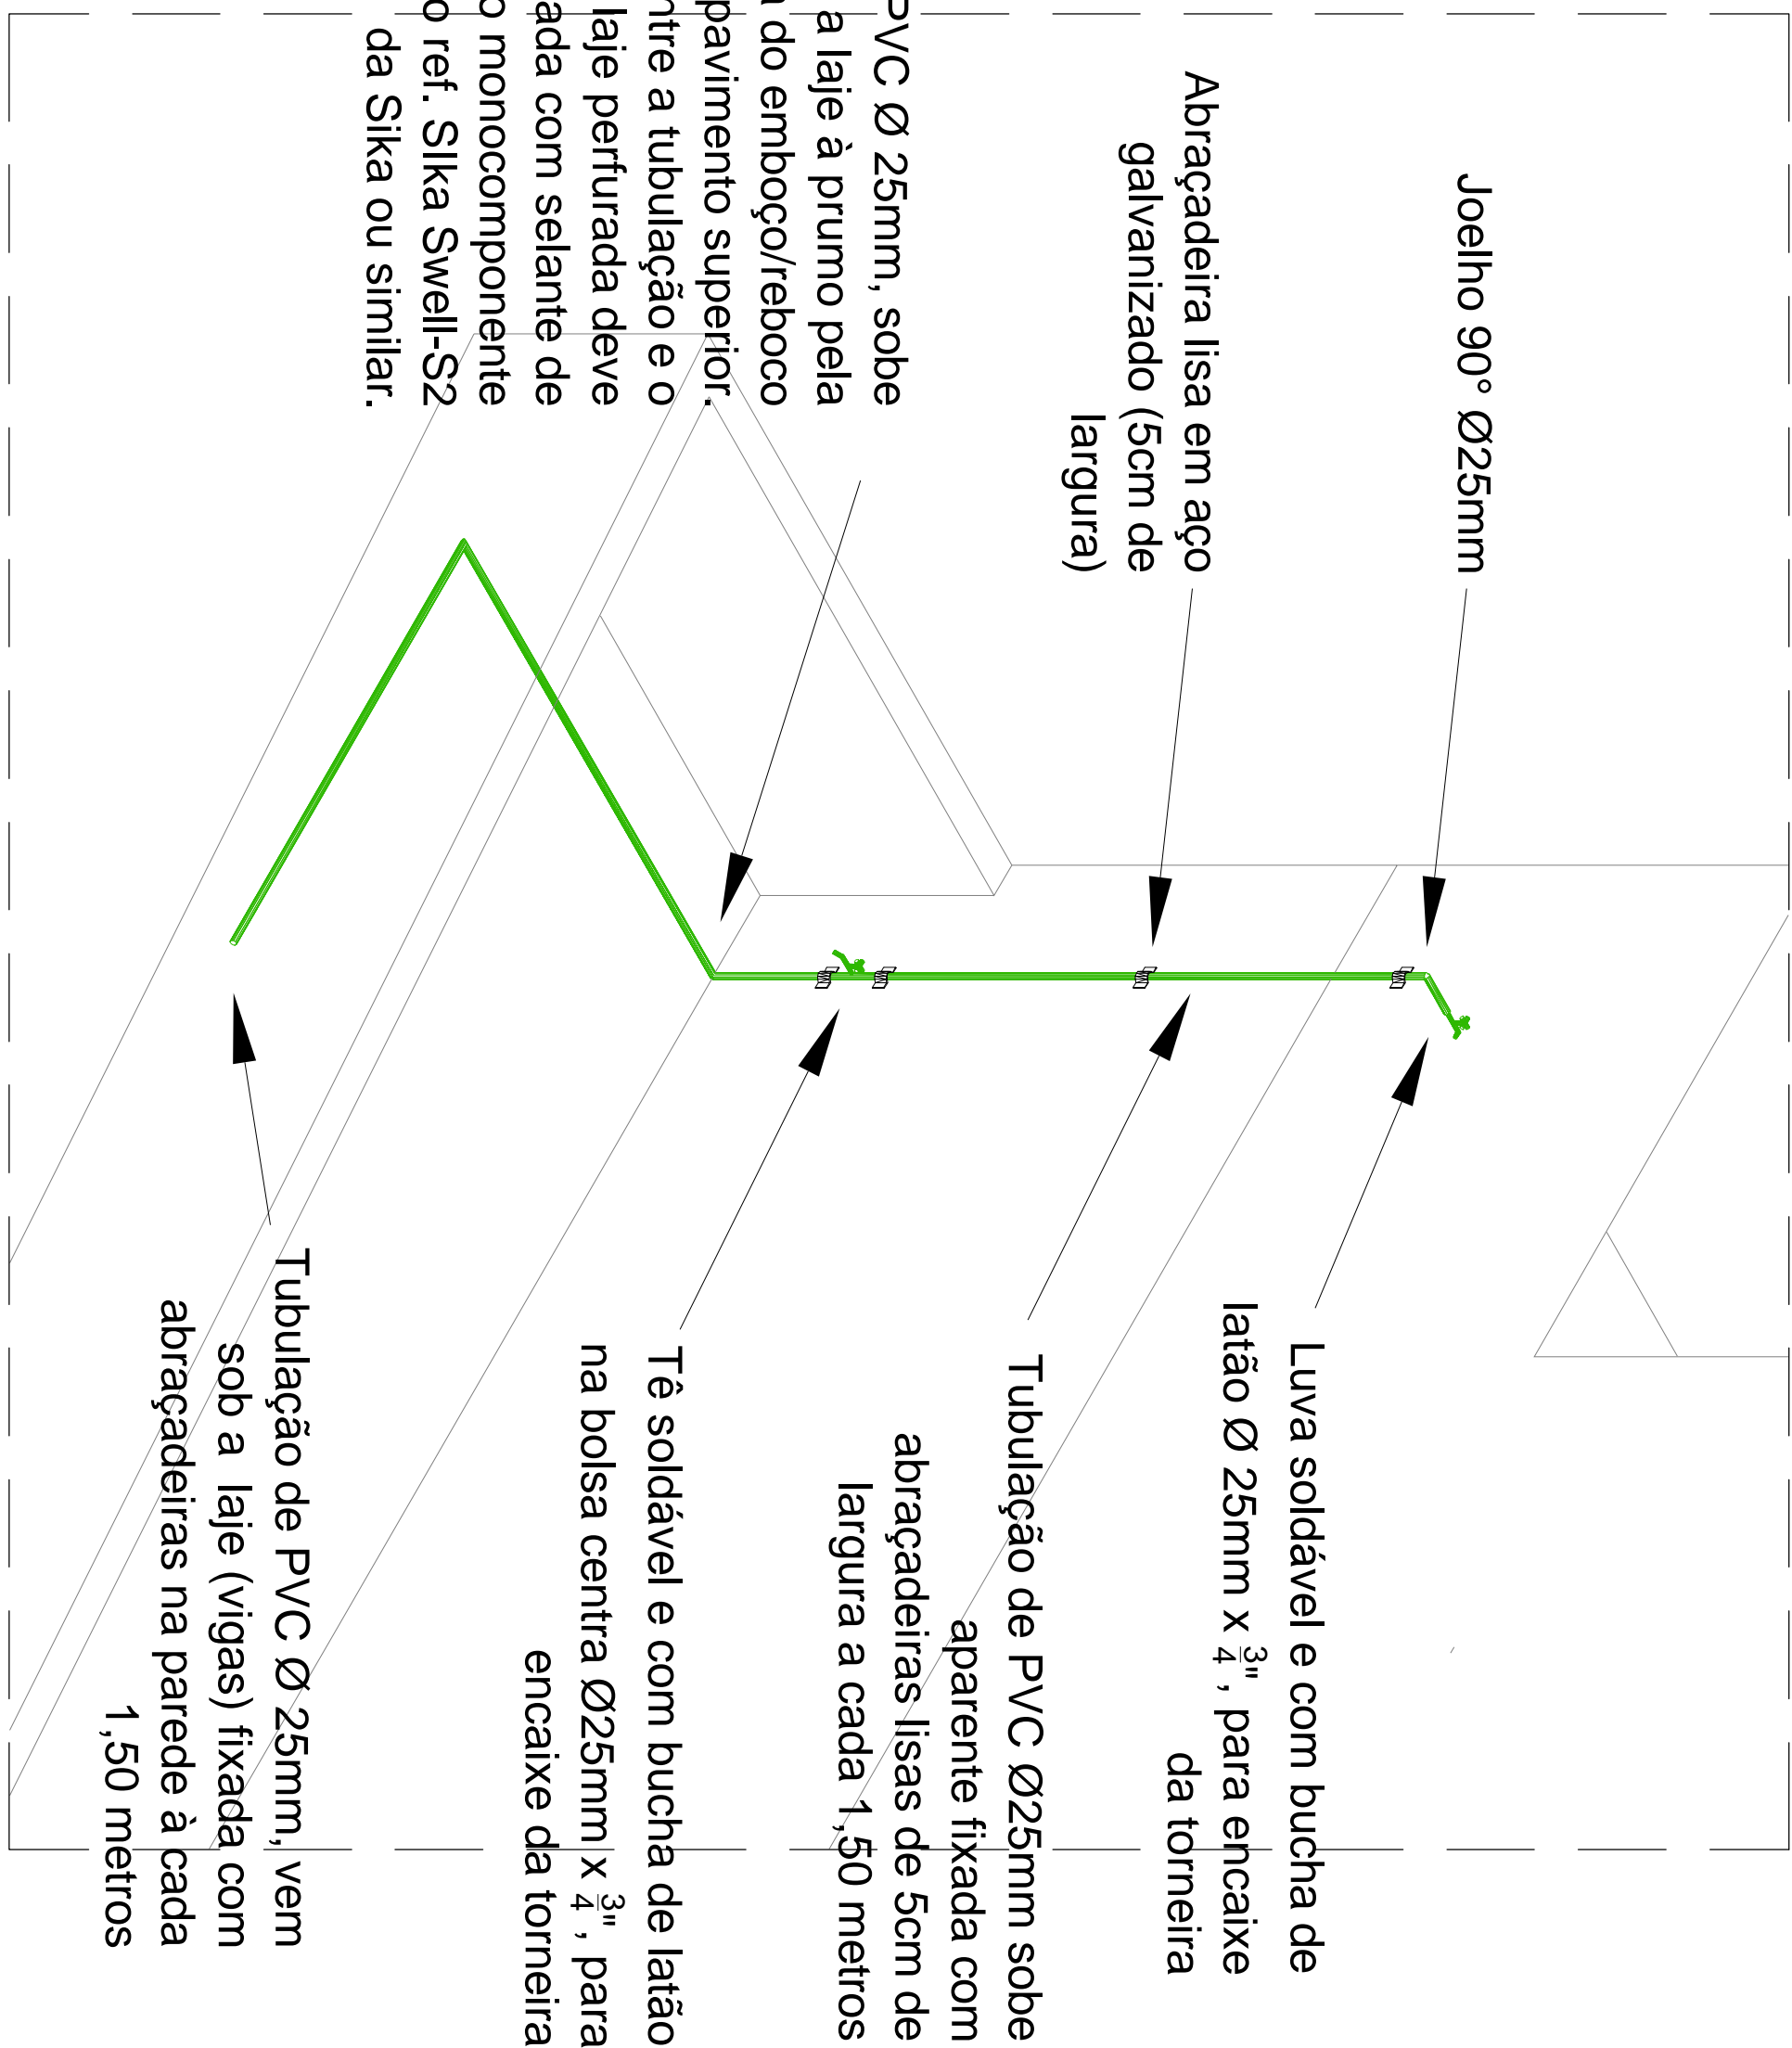 Joelho 90° Ø25mm
Abraçadeira lisa em aço
galvanizado (5cm de
largura)
PVC Ø 25mm, sobe
a laje à prumo pela
do emboço/reboco
pavimento superior.
ntre a tubulação e o
laje perfurada deve
ada com selante de
o monocomponente
o ref. SIka Swell-S2
da Sika ou similar.
Luva soldável e com bucha de
latão Ø 25mm x 3/4", para encaixe
da torneira
Tubulação de PVC Ø25mm sobe
aparente fixada com
abraçadeiras lisas de 5cm de
largura a cada 1,50 metros
Tê soldável e com bucha de latão
na bolsa centra Ø25mm x 3/4", para
encaixe da torneira
Tubulação de PVC Ø 25mm, vem
sob a laje (vigas) fixada com
abraçadeiras na parede à cada
1,50 metros